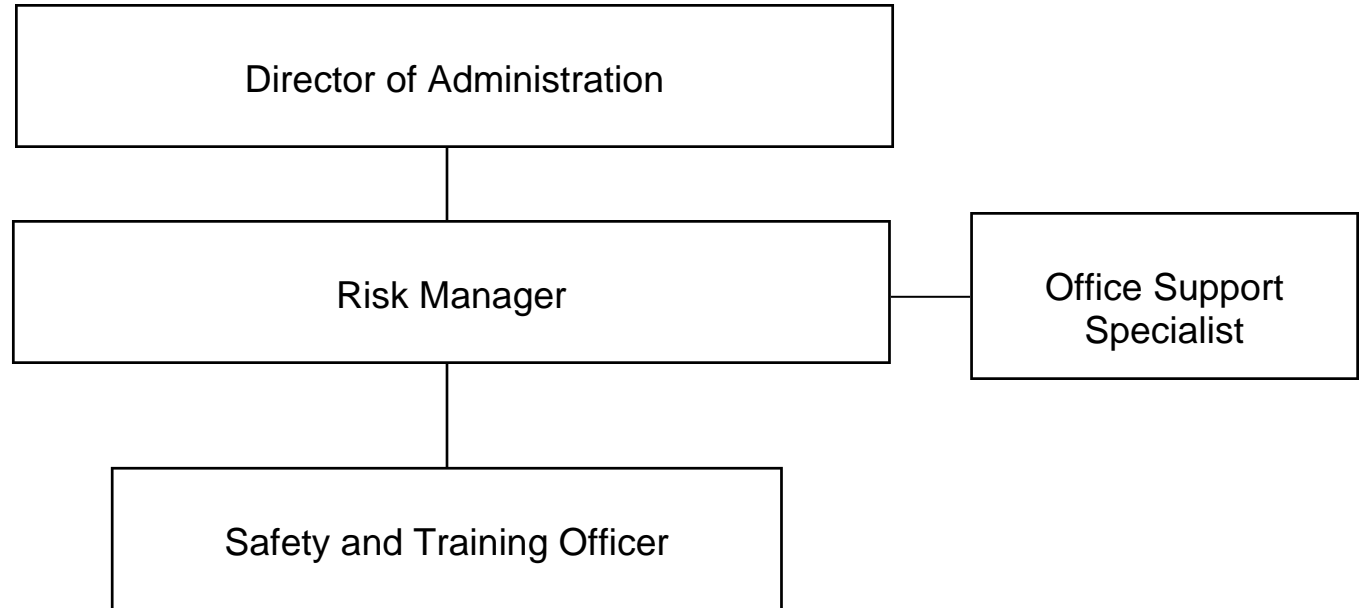 Director of Administration
Risk Manager
Office Support
Specialist
Safety and Training Officer